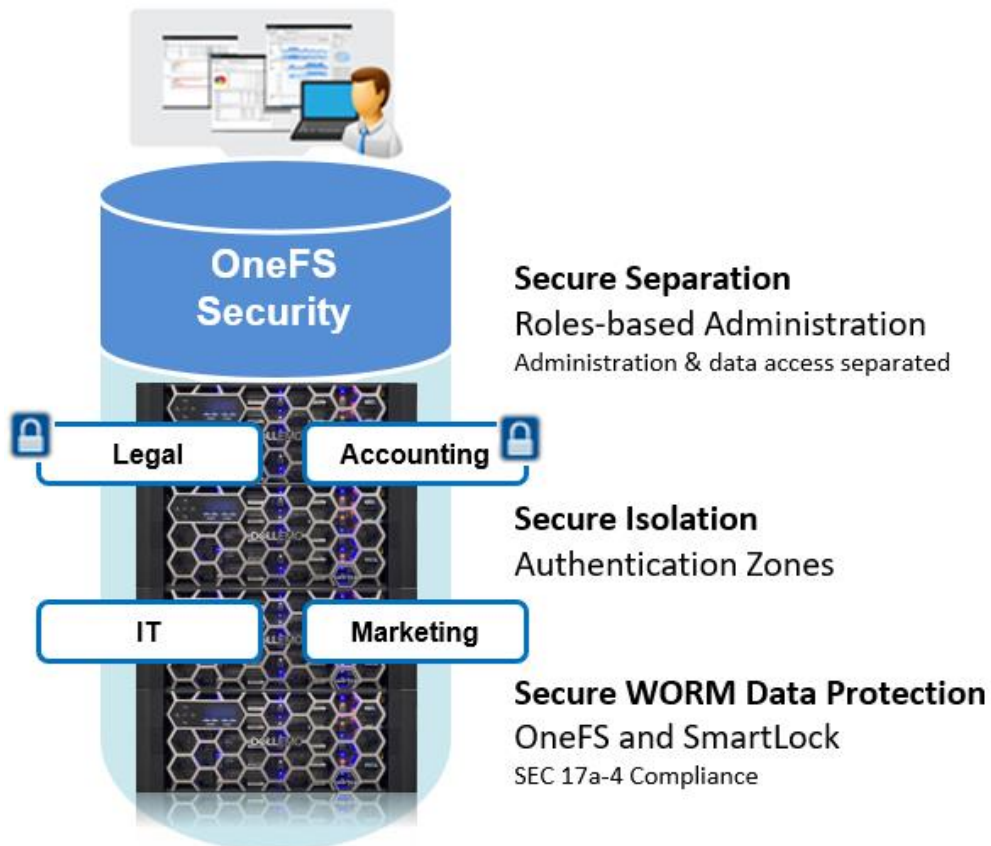 OneFS
Security
Secure Separation
Roles-based Administration
Administration & data access separated
Legal
Accounting
Secure Isolation
Authentication Zones
IT
Marketing
Secure WORM Data Protection
OneFS and SmartLock
SEC 17a-4 Compliance